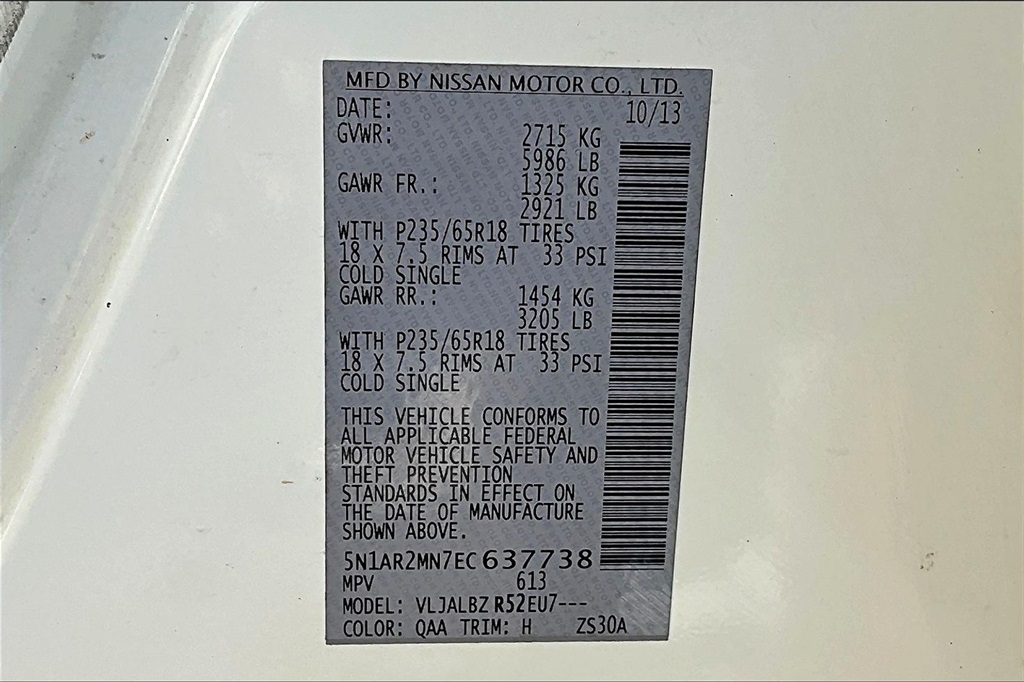 MFD BY NISSAN MOTOR CO., LTD.
DATE: 10/13
GVWR: 2715 KG
5986 LB
GAWR FR.: 1325 KG
2921 LB
WITH P235/65R18 TIRES
18 X 7.5 RIMS AT 33 PSI
COLD SINGLE
GAWR RR.: 1454 KG
3205 LB
WITH P235/65R18 TIRES
18 X 7.5 RIMS AT 33 PSI
COLD SINGLE
THIS VEHICLE CONFORMS TO
ALL APPLICABLE FEDERAL
MOTOR VEHICLE SAFETY AND
THEFT PREVENTION
STANDARDS IN EFFECT ON
THE DATE OF MANUFACTURE
SHOWN ABOVE.
5N1AR2MN7EC 637738
MPV 613
MODEL: VLJALBZ R52EU7---
COLOR: QAA TRIM: H ZS30A